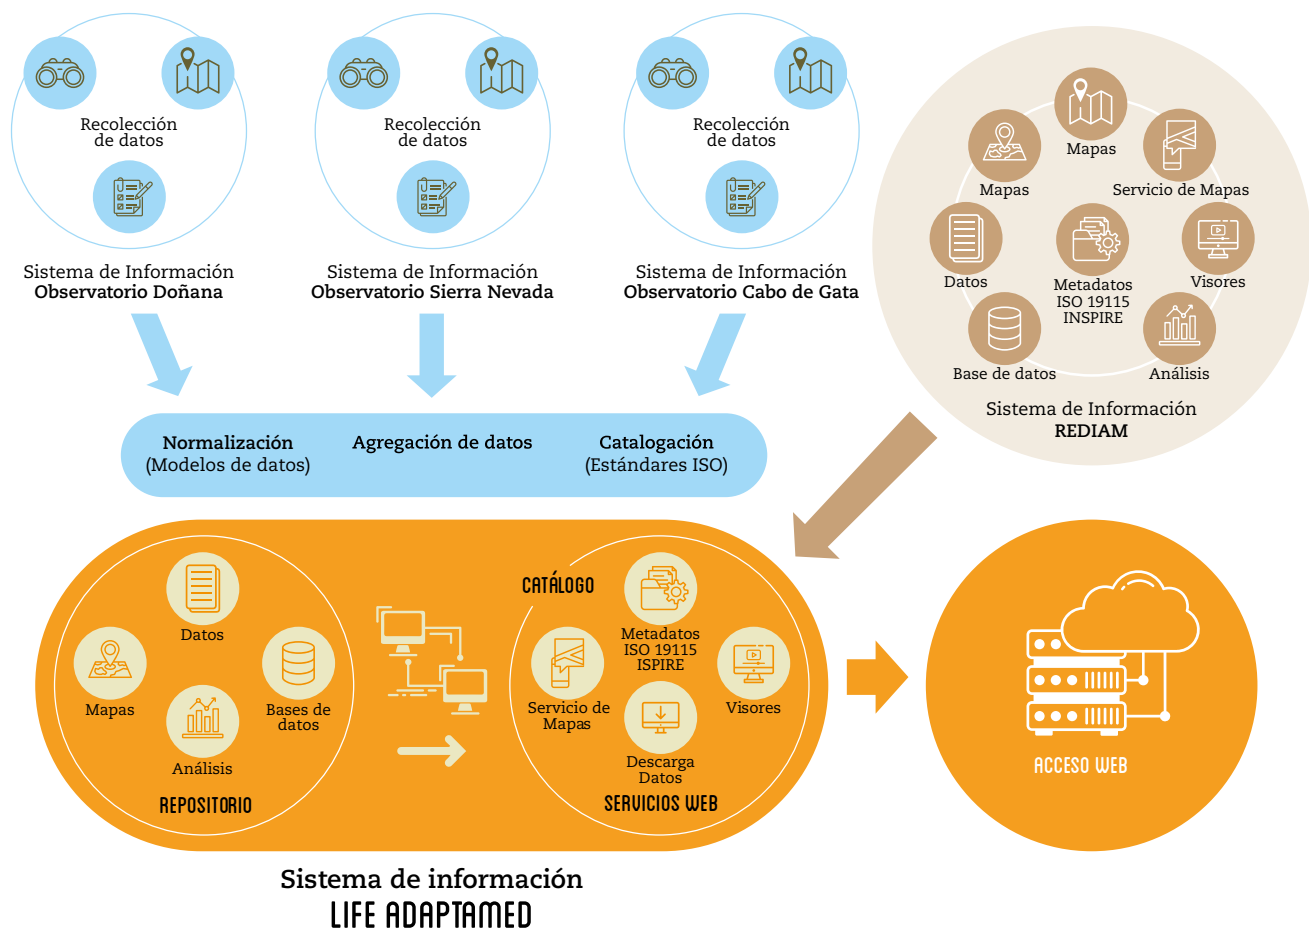 Recolección
de datos
Sistema de Información
Observatorio Doñana
Recolección
de datos
Sistema de Información
Observatorio Sierra Nevada
Recolección
de datos
Sistema de Información
Observatorio Cabo de Gata
Mapas
Mapas
Servicio de Mapas
Datos
Metadatos
ISO 19115
INSPIRE
Visores
Base de datos
Análisis
Sistema de Información
REDIAM
Normalización
(Modelos de datos)
Agregación de datos
Catalogación
(Estándares ISO)
Datos
Mapas
Bases de
datos
Análisis
REPOSITORIO
CATÁLOGO
Metadatos
ISO 19115
ISPIRE
Servicio de
Mapas
Visores
Descarga
Datos
SERVICIOS WEB
ACCESO WEB
Sistema de información
LIFE ADAPTAMED